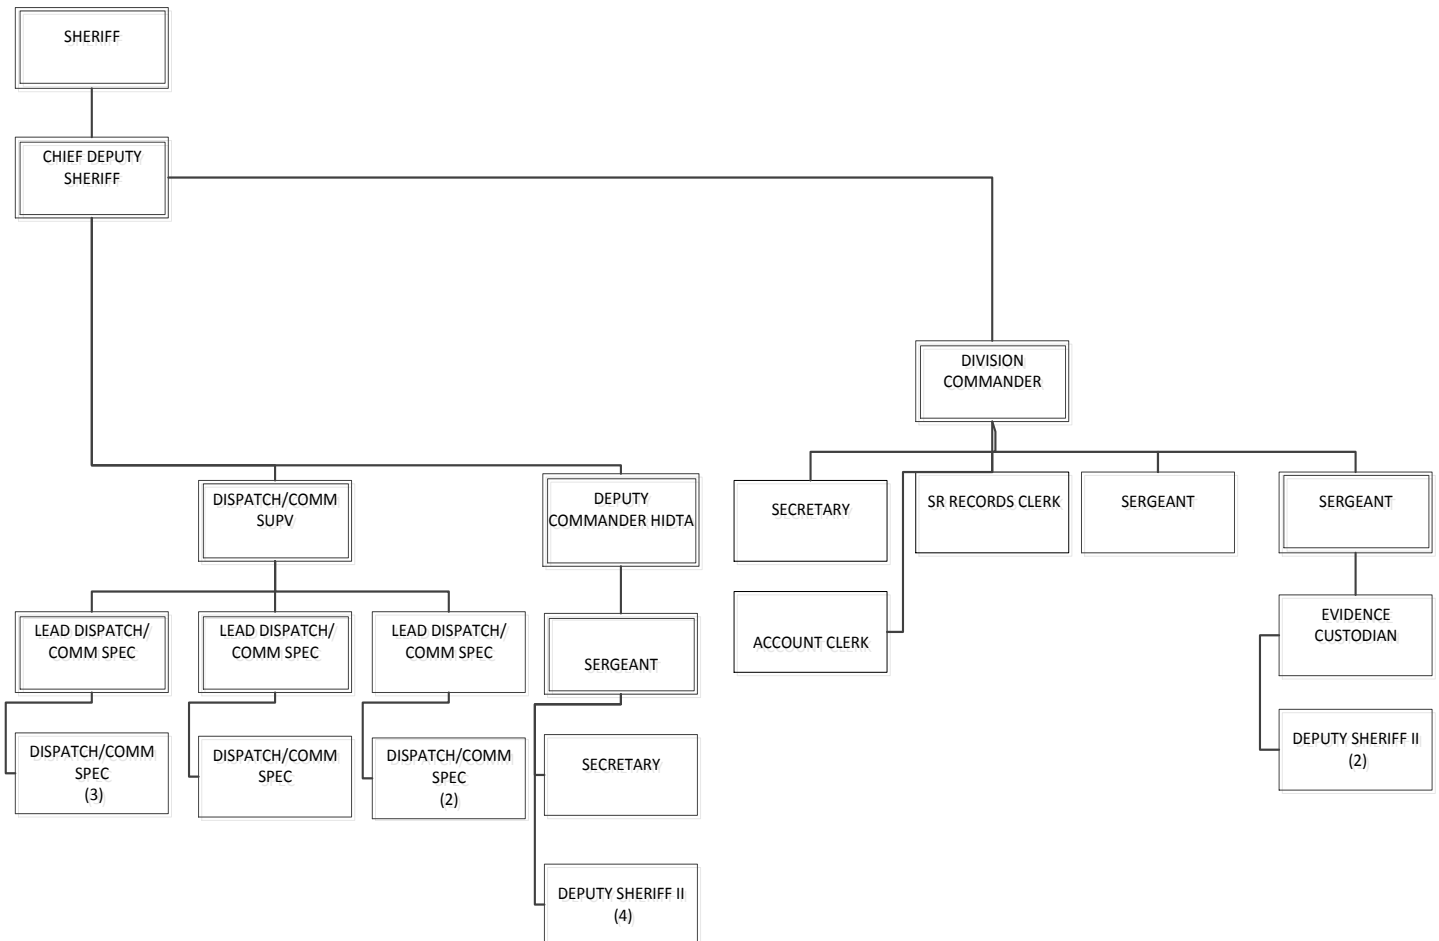 SHERIFF
CHIEF DEPUTY
SHERIFF
DIVISION
COMMANDER
DISPATCH/COMM
SUPV
DEPUTY
COMMANDER HIDTA
SECRETARY
SR RECORDS CLERK
SERGEANT
SERGEANT
LEAD DISPATCH/
COMM SPEC
LEAD DISPATCH/
COMM SPEC
LEAD DISPATCH/
COMM SPEC
SERGEANT
ACCOUNT CLERK
EVIDENCE
CUSTODIAN
DISPATCH/COMM
SPEC
(3)
DISPATCH/COMM
SPEC
DISPATCH/COMM
SPEC
(2)
SECRETARY
DEPUTY SHERIFF II
(2)
DEPUTY SHERIFF II
(4)